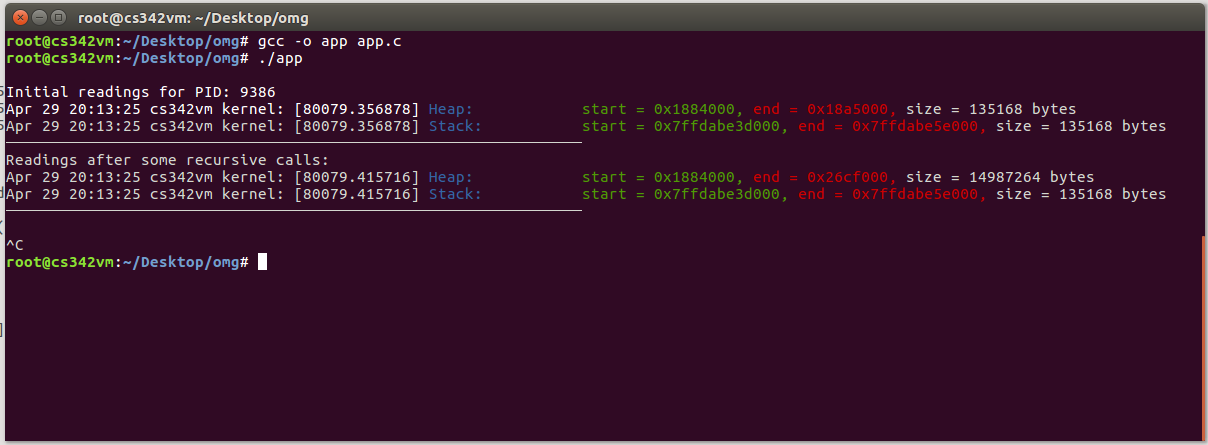 root@cs342vm: ~/Desktop/omg
root@cs342vm:~/Desktop/omg# gcc -o app app.c
root@cs342vm:~/Desktop/omg# ./app
Initial readings for PID: 9386
Apr 29 20:13:25 cs342vm kernel: [80079.356878] Heap: start = 0x1884000, end = 0x18a5000, size = 135168 bytes
Apr 29 20:13:25 cs342vm kernel: [80079.356878] Stack: start = 0x7ffdabe3d000, end = 0x7ffdabe5e000, size = 135168 bytes
Readings after some recursive calls:
Apr 29 20:13:25 cs342vm kernel: [80079.415716] Heap: start = 0x1884000, end = 0x26cf000, size = 14987264 bytes
Apr 29 20:13:25 cs342vm kernel: [80079.415716] Stack: start = 0x7ffdabe3d000, end = 0x7ffdabe5e000, size = 135168 bytes
^C
root@cs342vm:~/Desktop/omg#